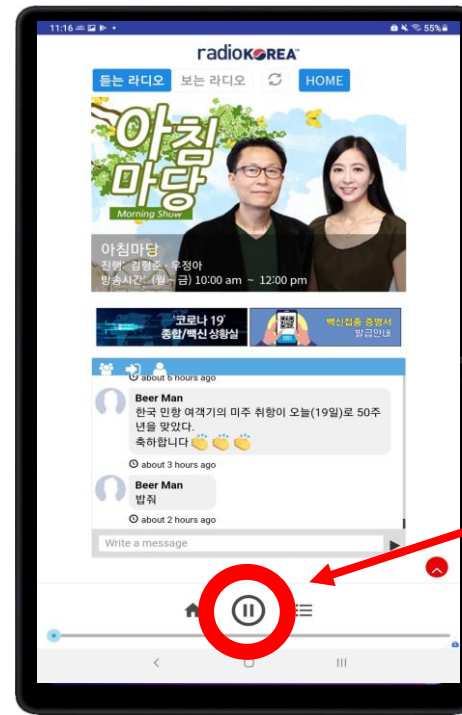 11:16
55%
radioKOREA
듣는 라디오 보는 라디오 HOME
아침
마당
Morning Show
아침마당
진행: 김형준 · 우정아
방송시간: (월 ~ 금) 10:00 am ~ 12:00 pm
'코로나 19'
종합/백신 상황실
백신접종 증명서
발급안내
about 6 hours ago
Beer Man
한국 민항 여객기의 미주 취항이 오늘(19일)로 50주
년을 맞았다.
축하합니다👏👏👏
about 3 hours ago
Beer Man
밥줘
about 2 hours ago
Write a message